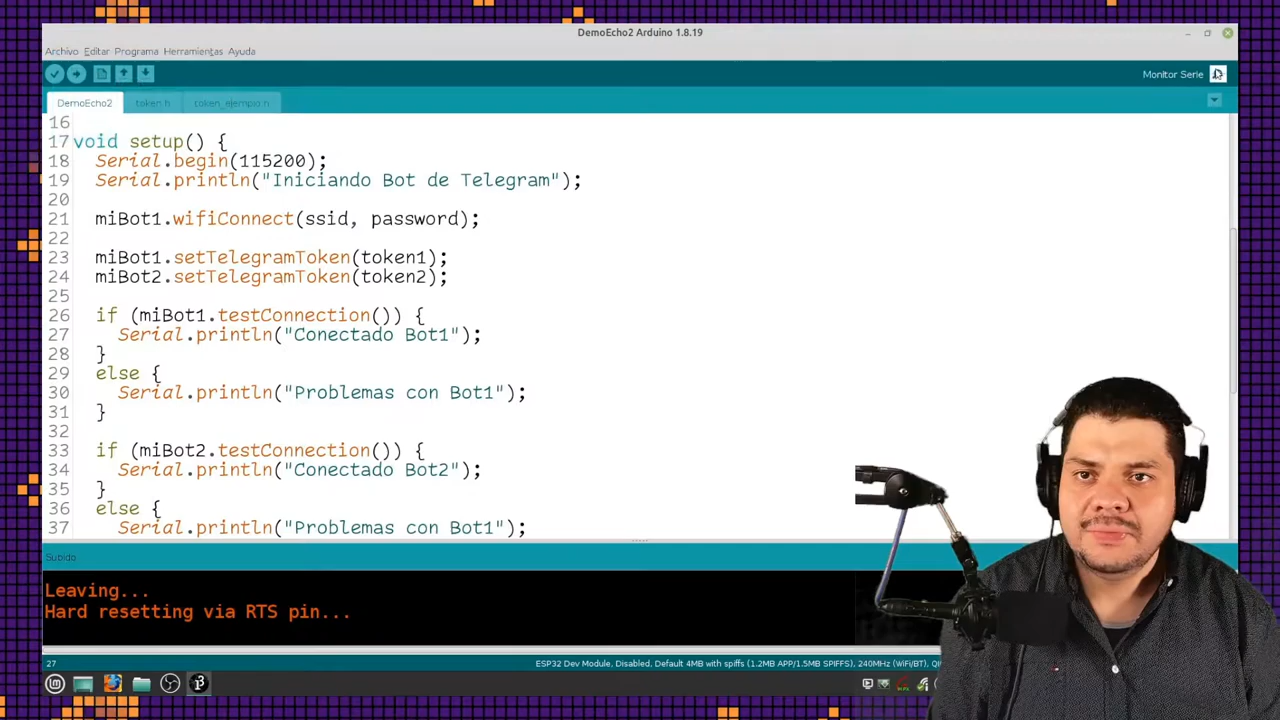 DemoEcho2 Arduino 1.8.19
Archivo Editar Programa Herramientas Ayuda
Monitor Serie
DemoEcho2 token.h token_ejemplo.h
16
17 void setup() {
18 Serial.begin(115200);
19 Serial.println("Iniciando Bot de Telegram");
20
21 miBot1.wifiConnect(ssid, password);
22
23 miBot1.setTelegramToken(token1);
24 miBot2.setTelegramToken(token2);
25
26 if (miBot1.testConnection()) {
27 Serial.println("Conectado Bot1");
28 }
29 else {
30 Serial.println("Problemas con Bot1");
31 }
32
33 if (miBot2.testConnection()) {
34 Serial.println("Conectado Bot2");
35 }
36 else {
37 Serial.println("Problemas con Bot1");
Subido
Leaving...
Hard resetting via RTS pin...
27 ESP32 Dev Module, Disabled, Default 4MB with spiffs (1.2MB APP/1.5MB SPIFFS), 240MHz (WiFi/BT),